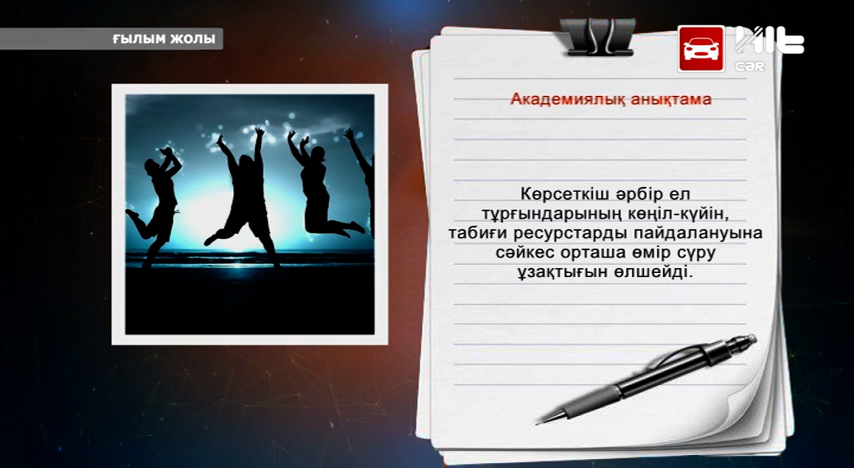 ҒЫЛЫМ ЖОЛЫ
Hit
car
Академиялық анықтама
Көрсеткіш әрбір ел
тұрғындарының көңіл-күйін,
табиғи ресурстарды пайдалануына
сәйкес орташа өмір сүру
ұзақтығын өлшейді.